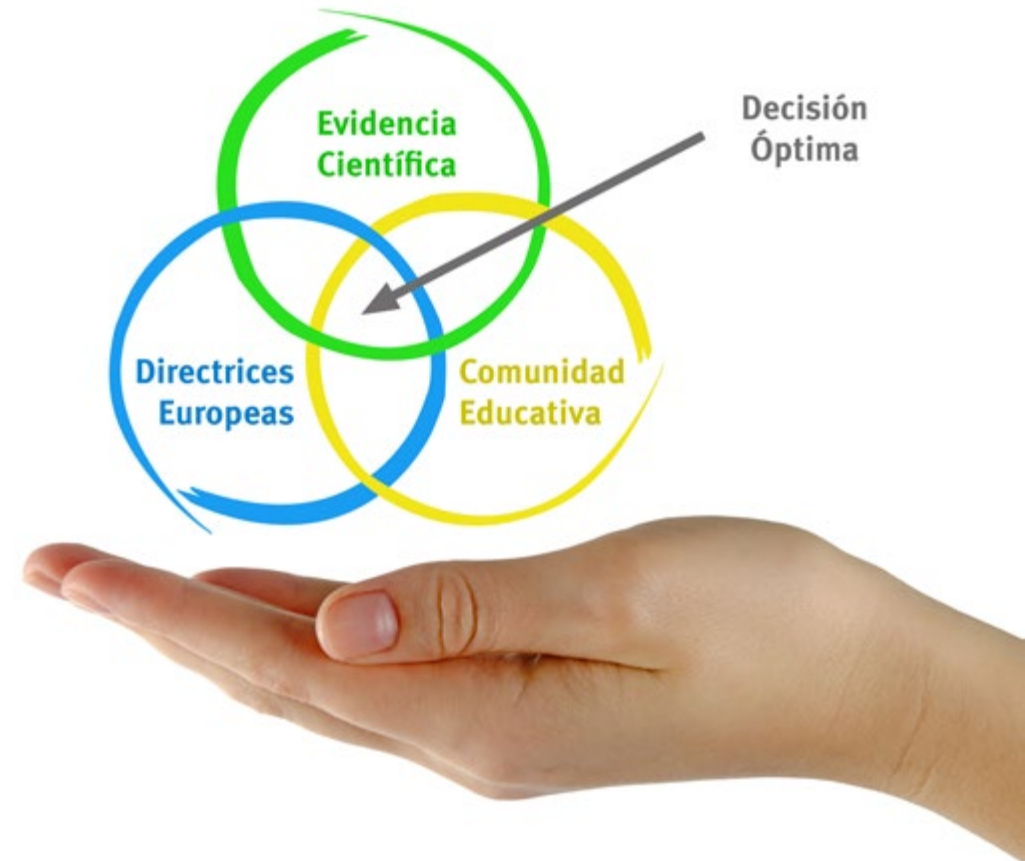 Evidencia
Científica
Decisión
Óptima
Directrices
Europeas
Comunidad
Educativa